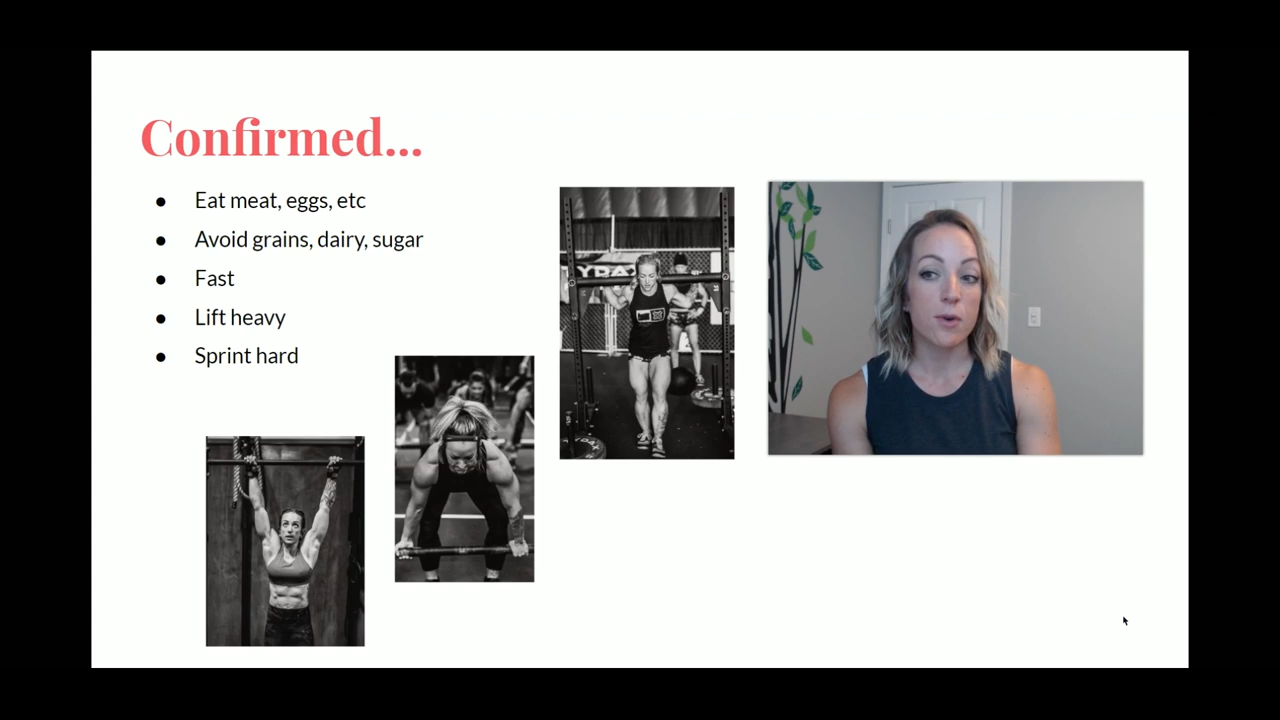 Confirmed...
● Eat meat, eggs, etc
● Avoid grains, dairy, sugar
● Fast
● Lift heavy
● Sprint hard